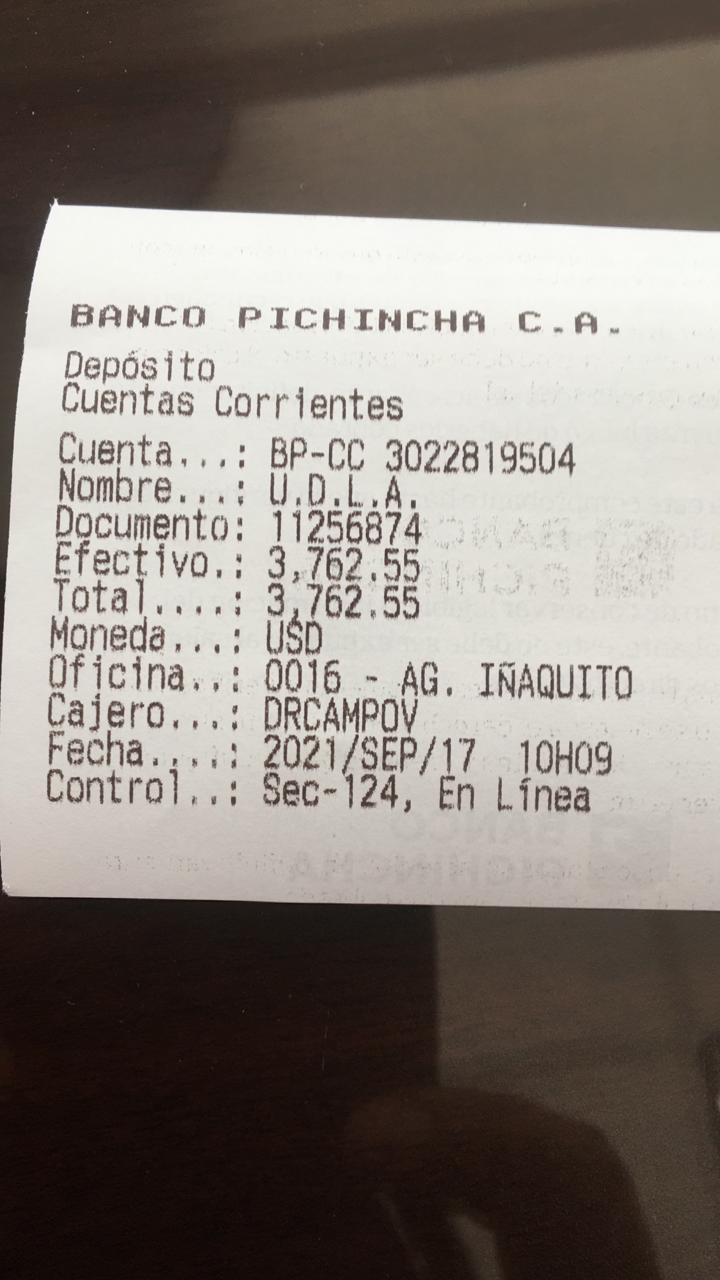 BANCO PICHINCHA C.A.
Depósito
Cuentas Corrientes
Cuenta...: BP-CC 3022819504
Nombre...: U.D.L.A.
Documento: 11256874
Efectivo.: 3,762.55
Total....: 3,762.55
Moneda...: USD
Oficina..: 0016 - AG. IÑAQUITO
Cajero...: DRCAMPOV
Fecha....: 2021/SEP/17 10H09
Control..: Sec-124, En Línea
BANCO
PICHINCHA